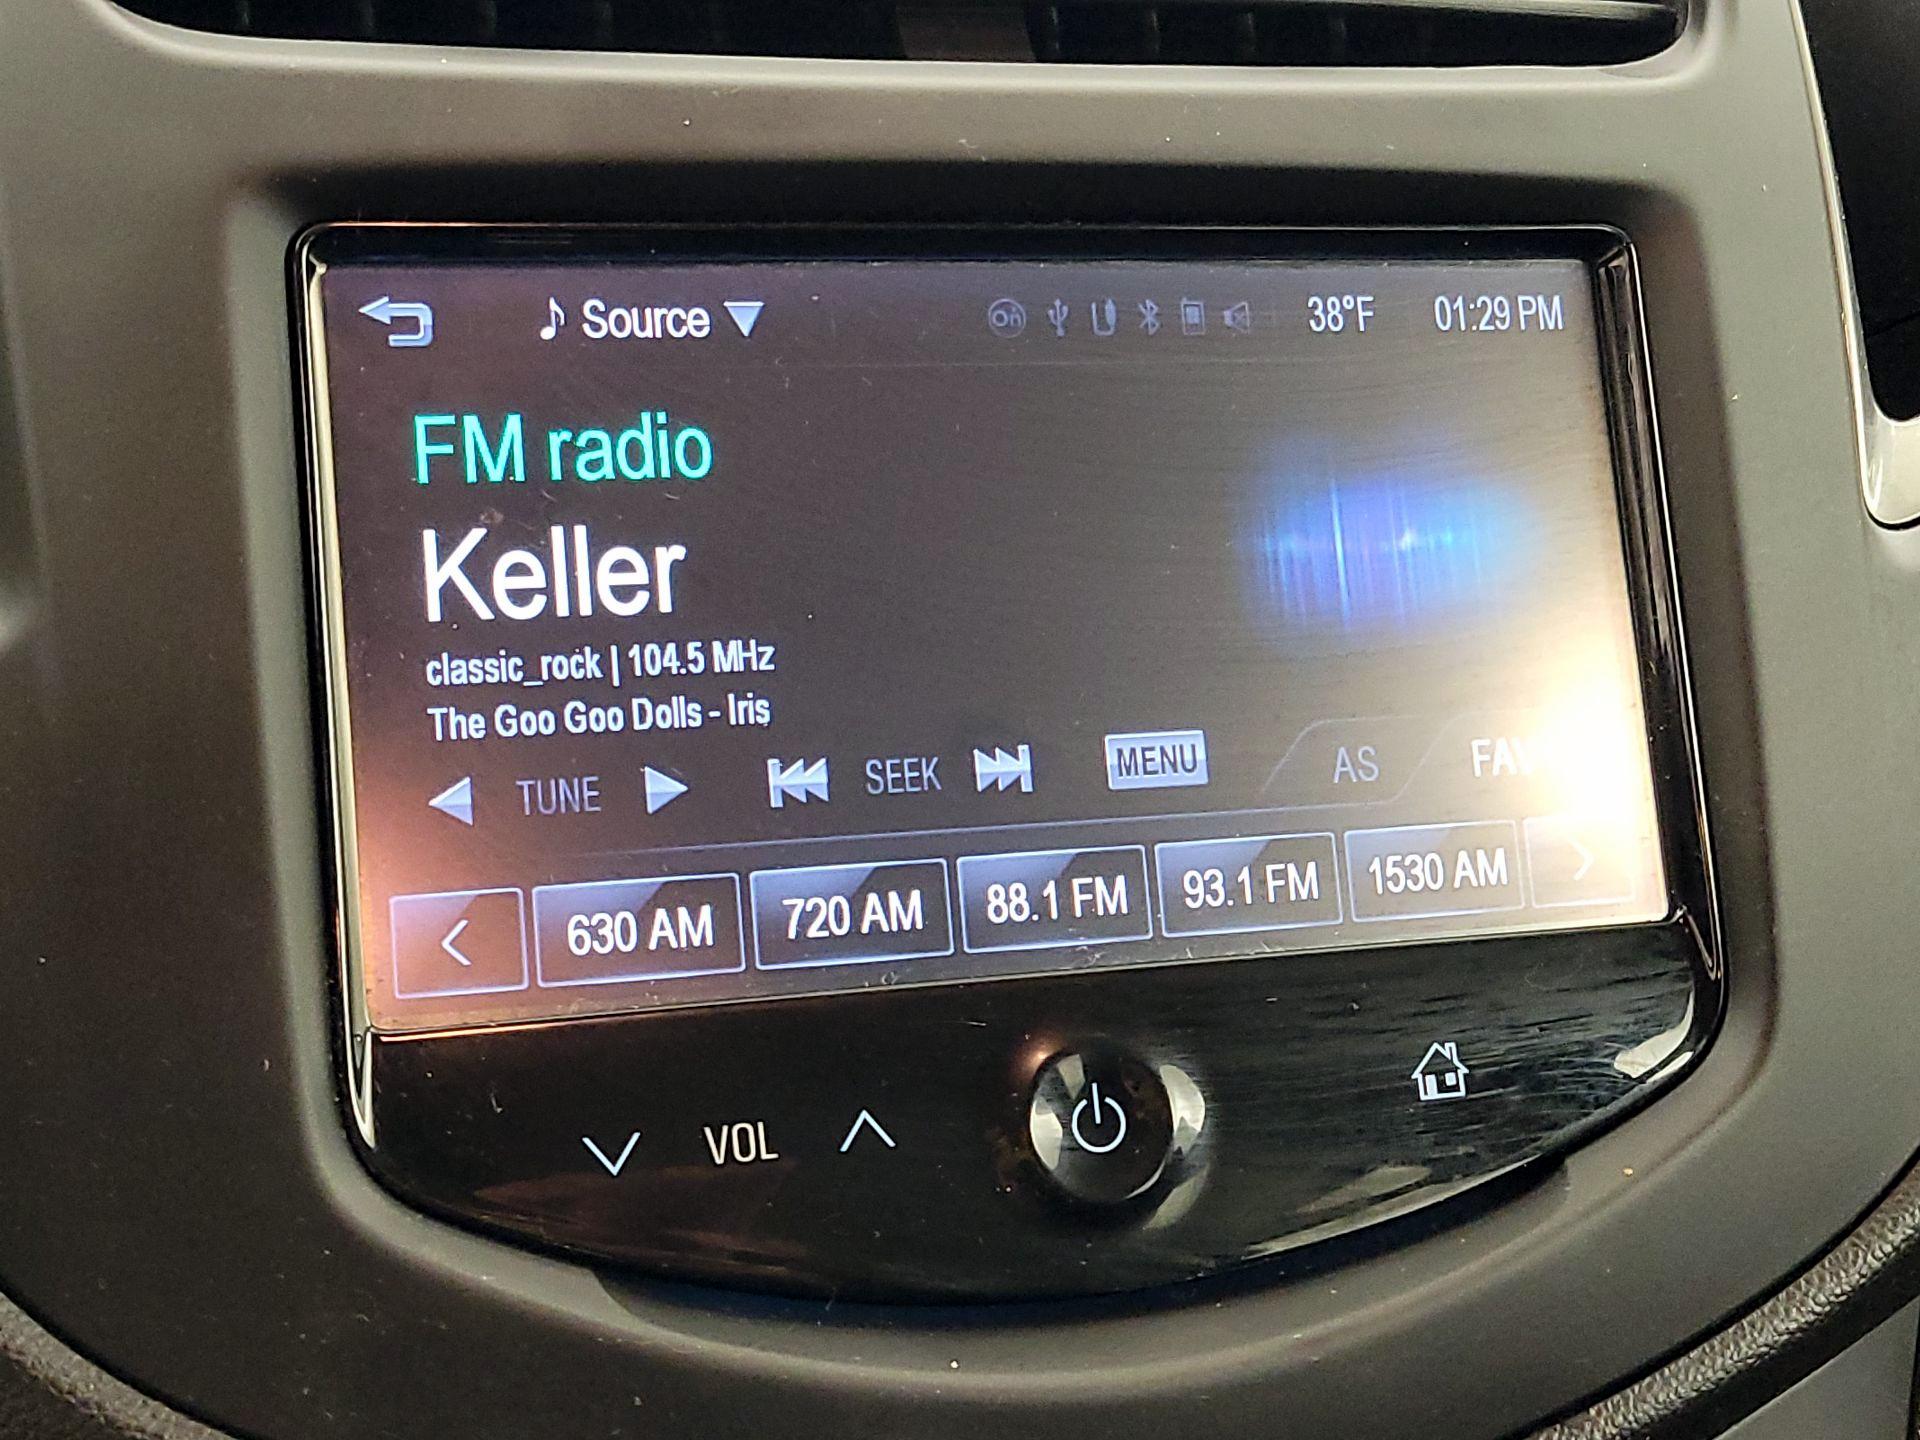 Source
On
38°F
01:29 PM
FM radio
Keller
classic_rock | 104.5 MHz
The Goo Goo Dolls - Iris
TUNE
SEEK
MENU
AS
630 AM
720 AM
88.1 FM
93.1 FM
1530 AM
VOL